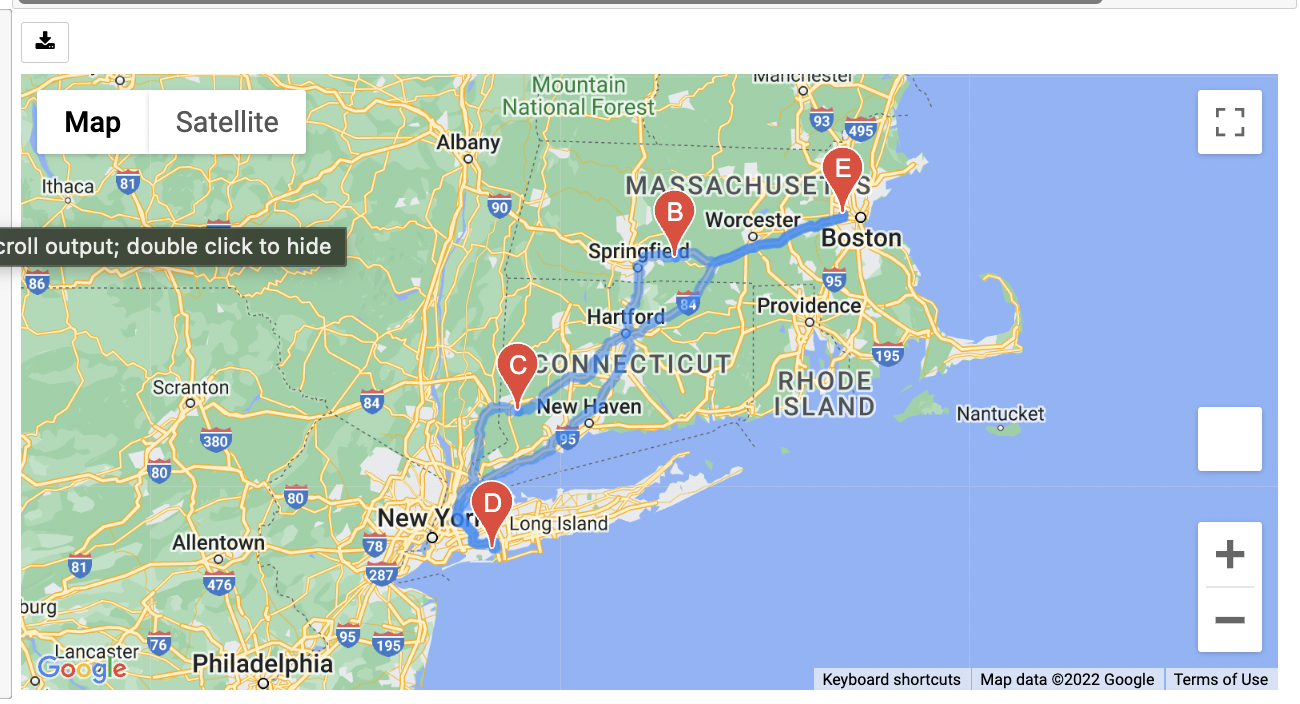 Map
Satellite
Mountain
National Forest
Manchester
93
495
Albany
Ithaca
81
90
MASSACHUSETTS
E
B
Worcester
Springfield
Boston
croll output; double click to hide
86
84
95
Providence
Hartford
195
C
CONNECTICUT
RHODE
ISLAND
Scranton
84
New Haven
Nantucket
95
380
80
80
D
New York
Long Island
Allentown
78
81
476
287
burg
76
95
195
Lancaster
Google
Philadelphia
Keyboard shortcuts
Map data ©2022 Google
Terms of Use